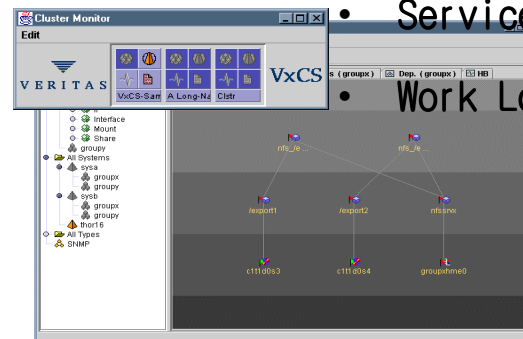 Cluster Monitor
Edit
VERITAS
VxCS-Sam
A Long-Na
Clstr
VxCS
• Service
• Work Lo
s (groupx)
Dep. (groupx)
HB
Interface
Mount
Share
groupy
All Systems
sysa
groupx
groupy
sysb
groupx
groupy
thor16
All Types
SNMP
nfs_/e ...
nfs_/e ...
/export1
/export2
nfssrvx
c1t1d0s3
c1t1d0s4
groupxhme0